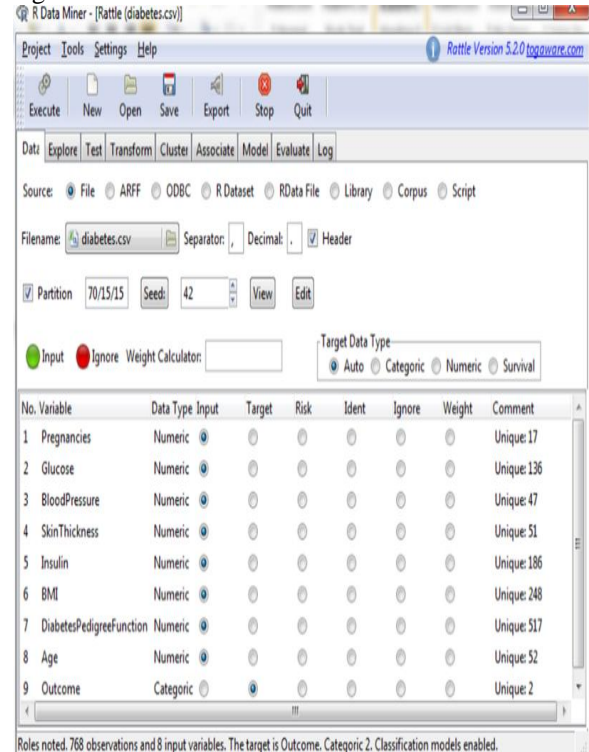 R Data Miner - [Rattle (diabetes.csv)]
Project Tools Settings Help Rattle Version 5.2.0 togaware.com
Execute New Open Save Export Stop Quit
Data Explore Test Transform Cluster Associate Model Evaluate Log
Source: File ARFF ODBC R Dataset RData File Library Corpus Script
Filename: diabetes.csv Separator: , Decimal: . Header
Partition 70/15/15 Seed: 42 View Edit
Target Data Type
Input Ignore Weight Calculator: Auto Categoric Numeric Survival
No. Variable Data Type Input Target Risk Ident Ignore Weight Comment
1 Pregnancies Numeric Unique: 17
2 Glucose Numeric Unique: 136
3 BloodPressure Numeric Unique: 47
4 SkinThickness Numeric Unique: 51
5 Insulin Numeric Unique: 186
6 BMI Numeric Unique: 248
7 DiabetesPedigreeFunction Numeric Unique: 517
8 Age Numeric Unique: 52
9 Outcome Categoric Unique: 2
Roles noted. 768 observations and 8 input variables. The target is Outcome. Categoric 2. Classification models enabled.